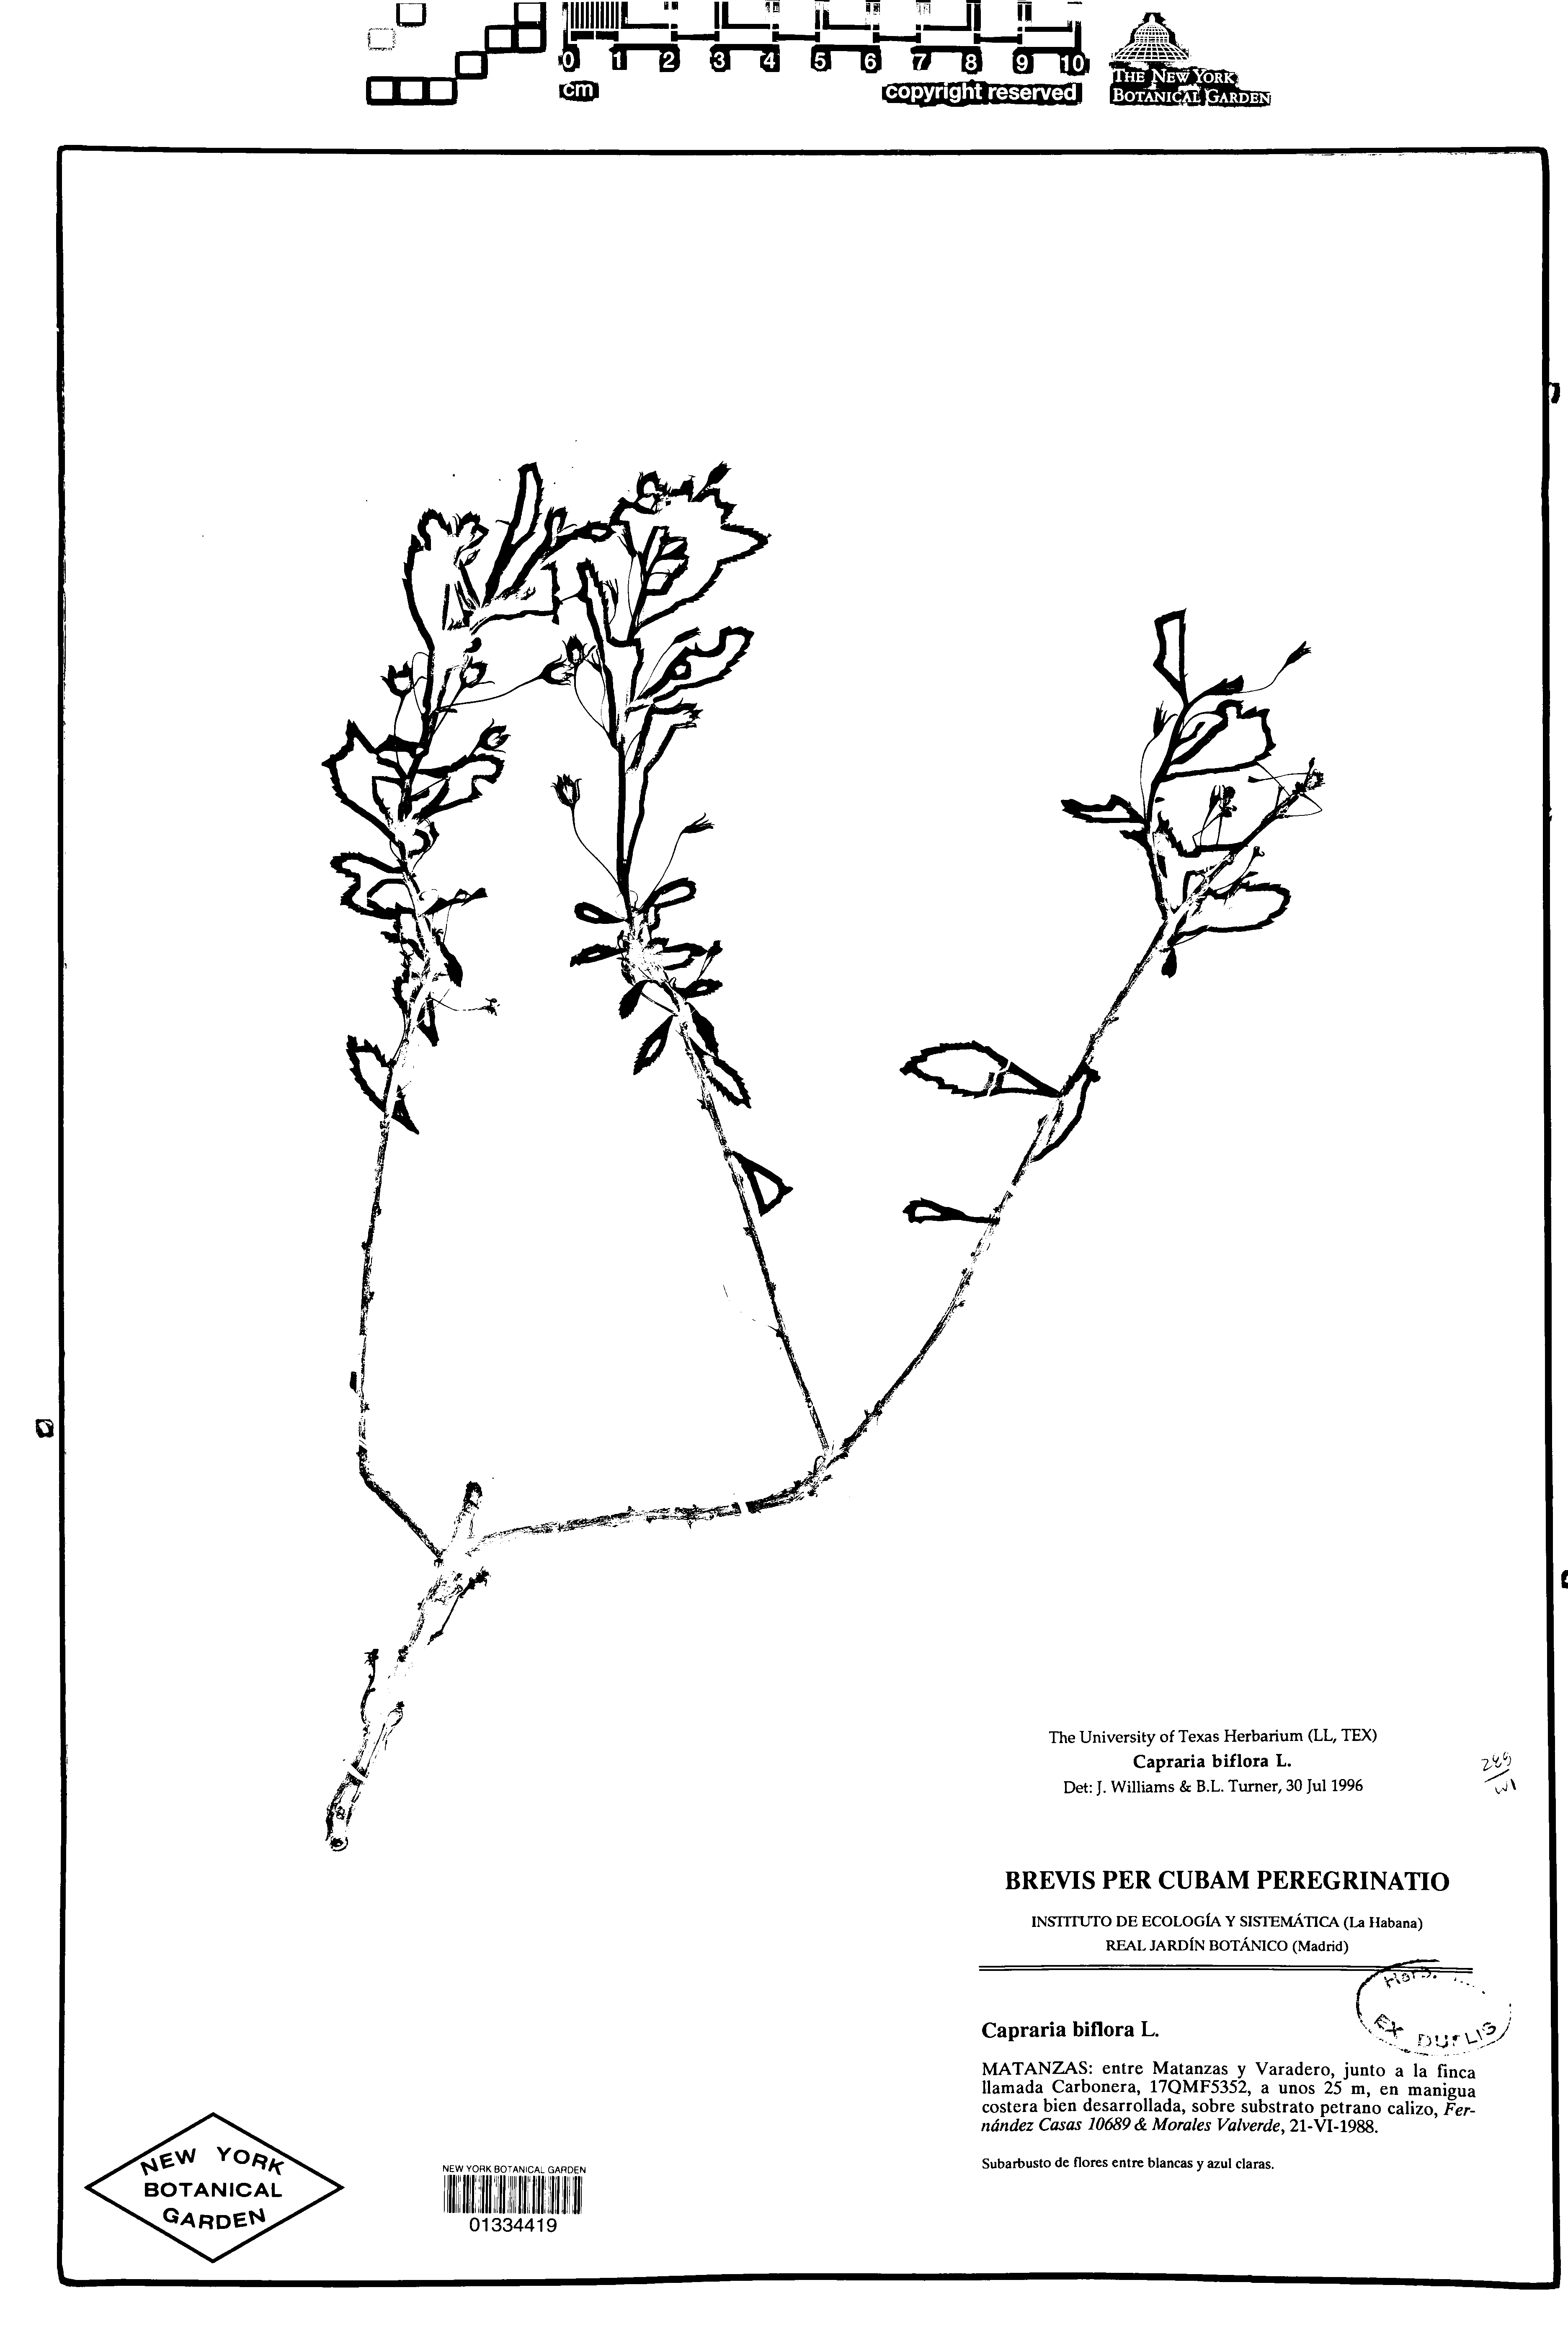 0 1 2 3 4 5 6 7 8 9 10
cm copyright reserved
THE NEW YORK
BOTANICAL GARDEN
The University of Texas Herbarium (LL, TEX)
Capraria biflora L.
Det: J. Williams & B.L. Turner, 30 Jul 1996
BREVIS PER CUBAM PEREGRINATIO
INSTITUTO DE ECOLOGÍA Y SISTEMÁTICA (La Habana)
REAL JARDÍN BOTÁNICO (Madrid)
EX
Capraria biflora L.
MATANZAS: entre Matanzas y Varadero, junto a la finca
llamada Carbonera, 17QMF5352, a unos 25 m, en manigua
costera bien desarrollada, sobre substrato petrano calizo, Fer-
nández Casas 10689 & Morales Valverde, 21-VI-1988.
Subarbusto de flores entre blancas y azul claras.
NEW YORK
BOTANICAL
GARDEN
NEW YORK BOTANICAL GARDEN
01334419